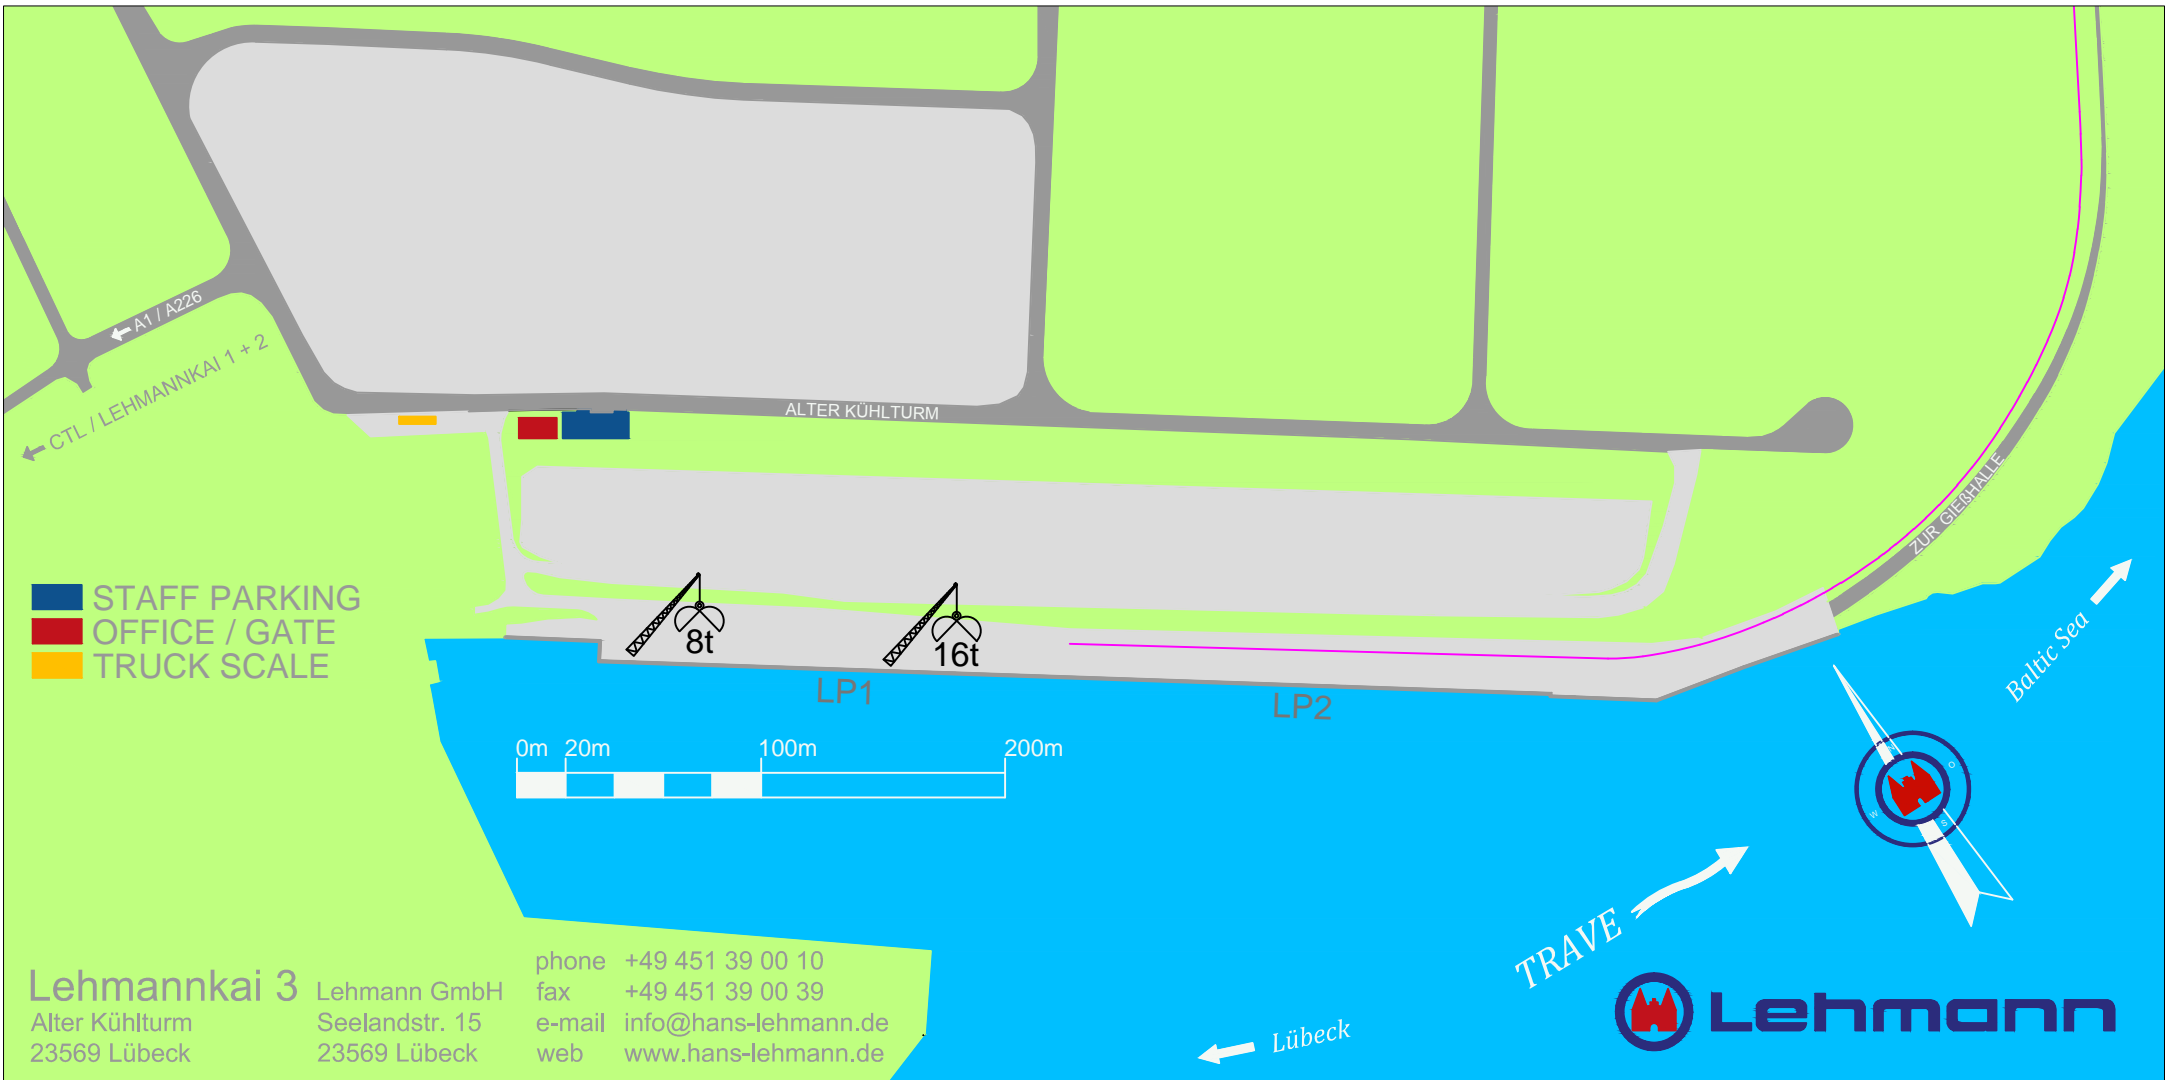 A1 / A226
CTL / LEHMANNKAI 1 + 2
ALTER KÜHLTURM
ZUR GIEßHALLE
STAFF PARKING
OFFICE / GATE
TRUCK SCALE
8t
16t
LP1
LP2
0m 20m 100m 200m
Baltic Sea
N
O
W
S
TRAVE
Lübeck
Lehmannkai 3
Alter Kühlturm
23569 Lübeck
Lehmann GmbH
Seelandstr. 15
23569 Lübeck
phone +49 451 39 00 10
fax +49 451 39 00 39
e-mail info@hans-lehmann.de
web www.hans-lehmann.de
Lehmann